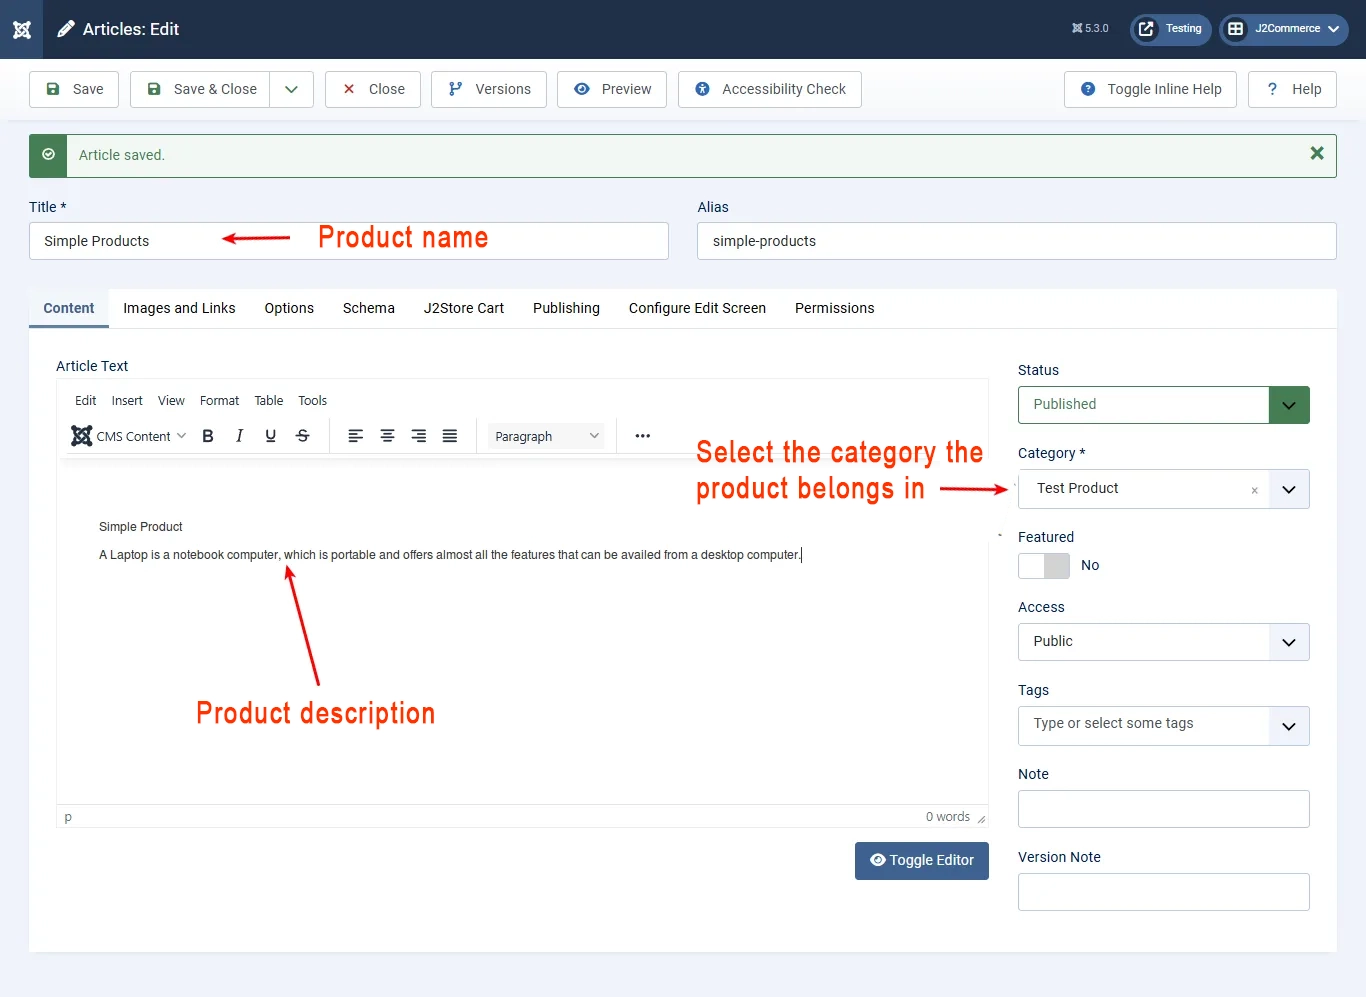 Articles: Edit
5.3.0
Testing
J2Commerce
Save
Save & Close
Close
Versions
Preview
Accessibility Check
Toggle Inline Help
? Help
Article saved.
Title *
Alias
Simple Products
Product name
simple-products
Content
Images and Links
Options
Schema
J2Store Cart
Publishing
Configure Edit Screen
Permissions
Article Text
Edit
Insert
View
Format
Table
Tools
CMS Content
B
I
U
S
Paragraph
Select the category the
product belongs in
Simple Product
A Laptop is a notebook computer, which is portable and offers almost all the features that can be availed from a desktop computer.
Product description
p
0 words
Toggle Editor
Status
Published
Category *
Test Product
Featured
No
Access
Public
Tags
Type or select some tags
Note
Version Note